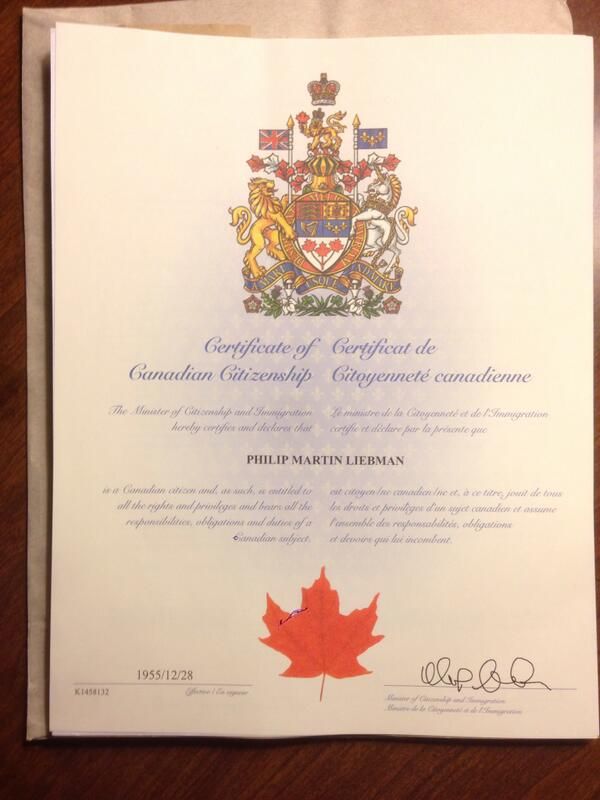 A MARI USQUE AD MARE
Certificate of Canadian Citizenship
Certificat de Citoyenneté canadienne
The Minister of Citizenship and Immigration
hereby certifies and declares that
Le ministre de la Citoyenneté et de l'Immigration
certifie et déclare par la présente que
PHILIP MARTIN LIEBMAN
is a Canadian citizen and, as such, is entitled to
all the rights and privileges and bears all the
responsibilities, obligations and duties of a
Canadian subject.
est citoyen/ne canadien/ne et, à ce titre, jouit de tous
les droits et privilèges d'un sujet canadien et assume
l'ensemble des responsabilités, obligations
et devoirs qui lui incombent.
1955/12/28
K1458132
Effective / En vigueur
Minister of Citizenship and Immigration
Ministre de la Citoyenneté et de l'Immigration